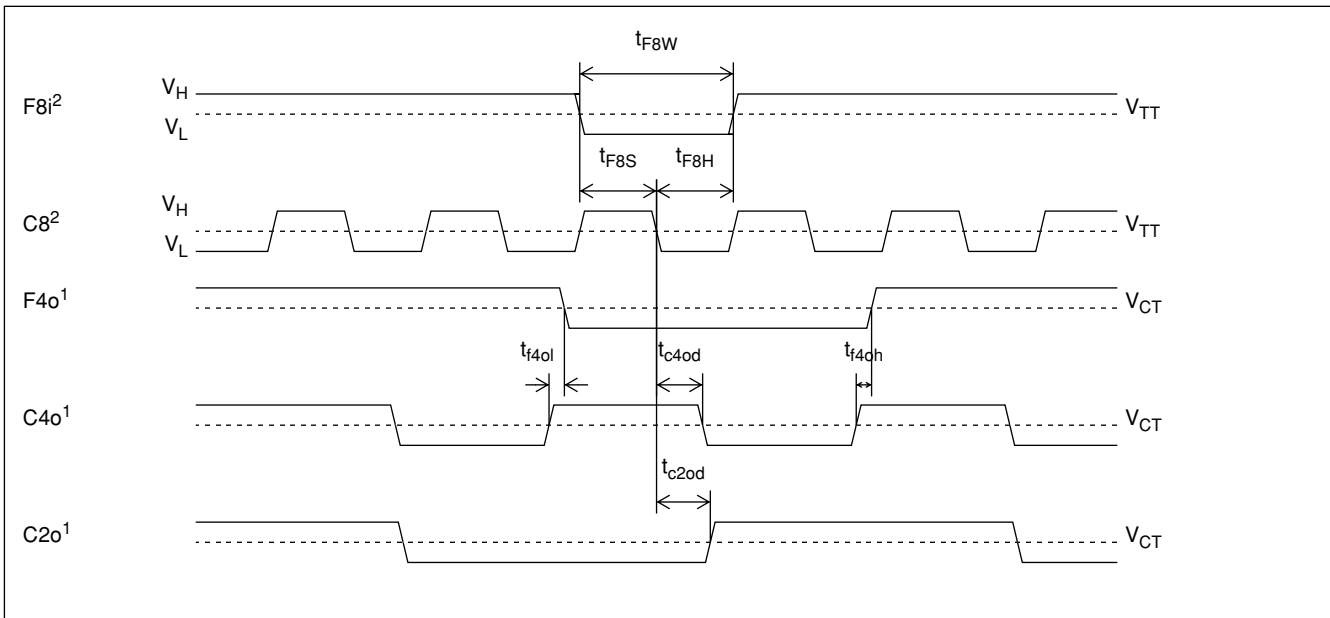 tF8W
VH
F8i2
VTT
VL
tF8S
tF8H
VH
C82
VTT
VL
F4o1
VCT
tf4ol
tc4od
tf4oh
C4o1
VCT
tc2od
C2o1
VCT